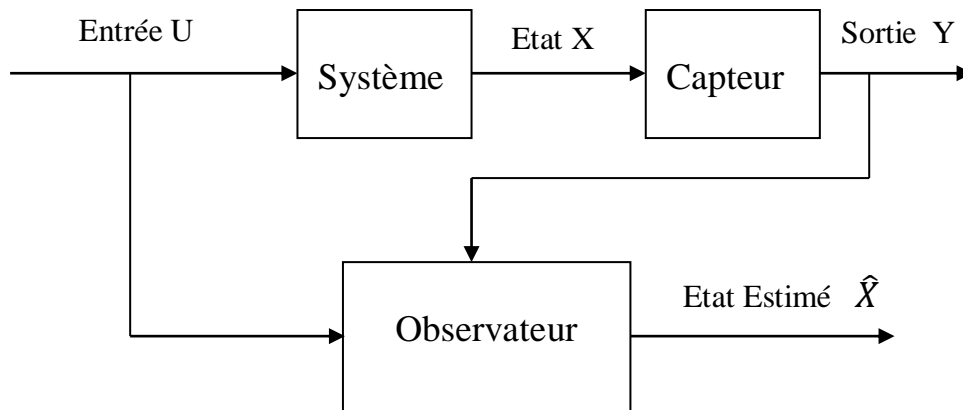 Entrée U
Etat X
Sortie Y
Système
Capteur
Etat Estimé X̂
Observateur